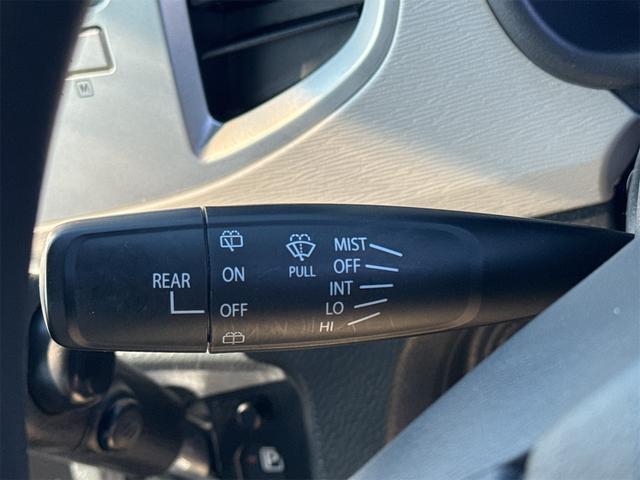 M
REAR
ON
OFF
PULL
MIST
OFF
INT
LO
HI